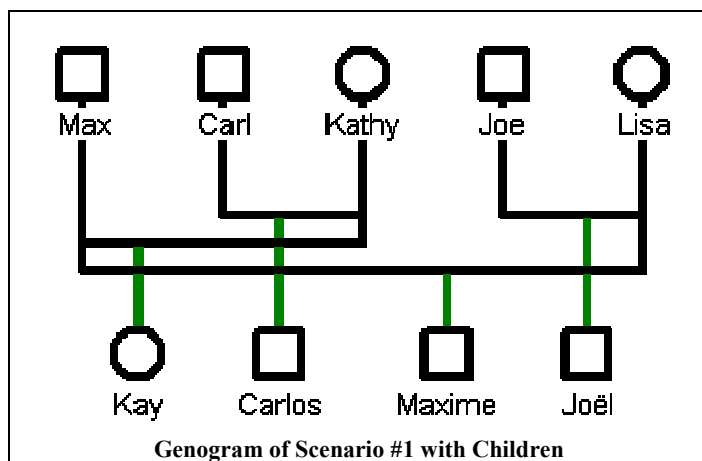 Max Carl Kathy Joe Lisa
Kay Carlos Maxime Joël
Genogram of Scenario #1 with Children